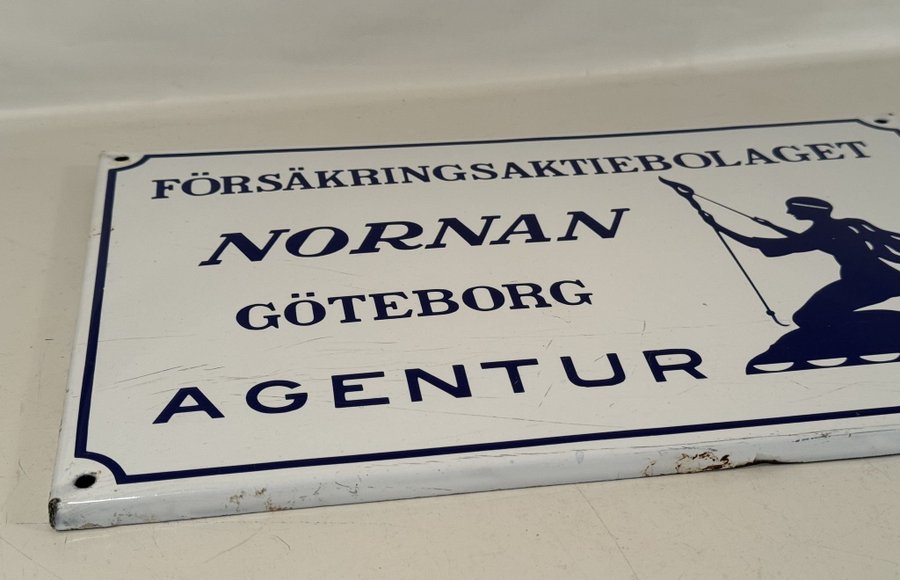 FÖRSÄKRINGSAKTIEBOLAGET
NORNAN
GÖTEBORG
AGENTUR